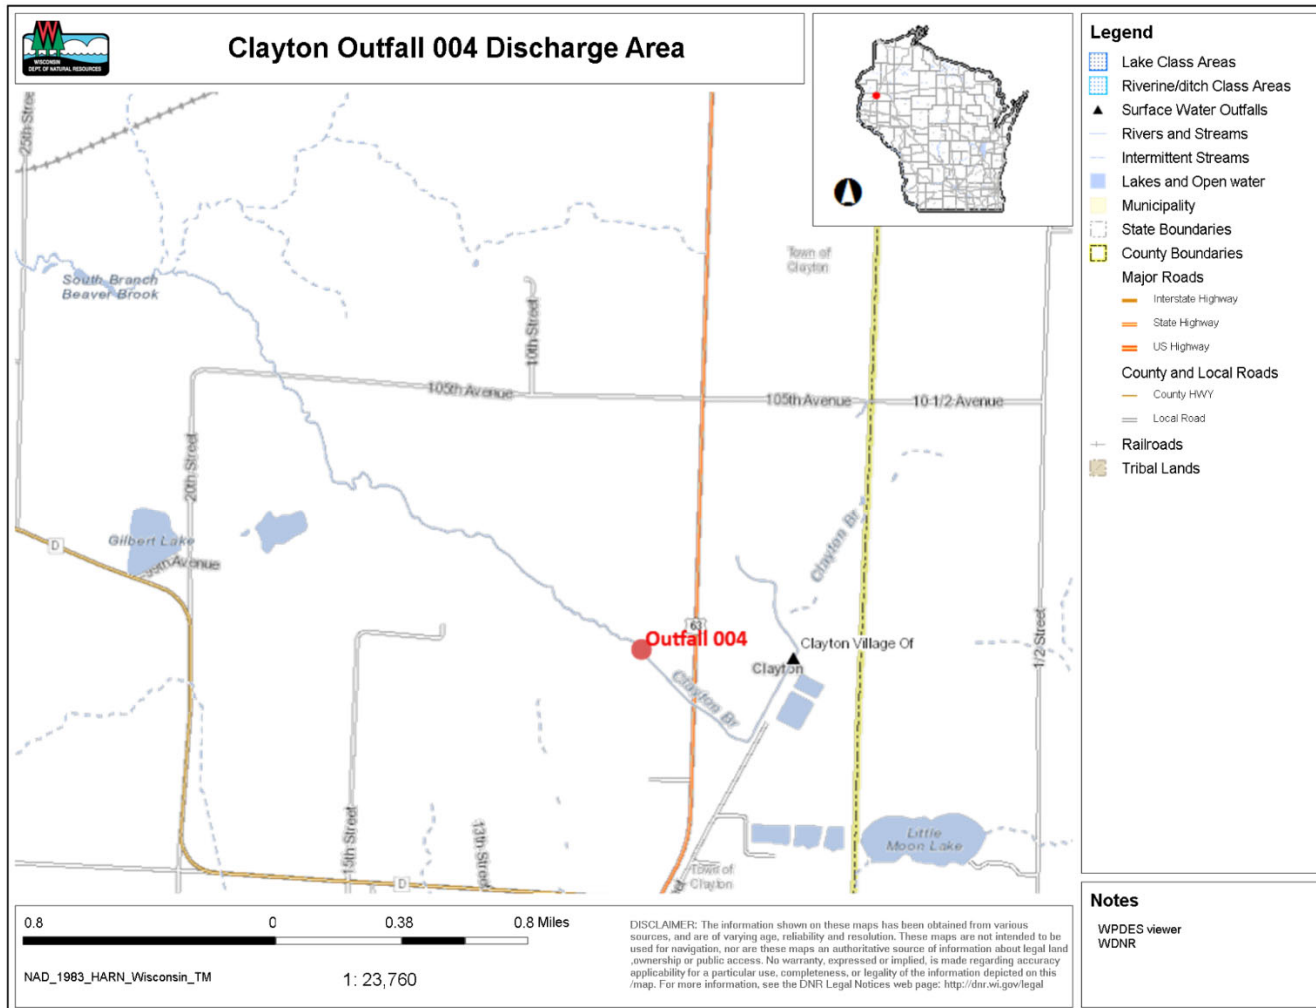 WISCONSIN
DEPT. OF NATURAL RESOURCES
Clayton Outfall 004 Discharge Area
25th Street
South Branch
Beaver Brook
10th Street
Town of
Clayton
105th Avenue
105th Avenue
10 1/2 Avenue
20th Street
Gilbert Lake
D
Avenue
Clayton Br
63
Outfall 004
Clayton Village Of
Clayton
Clayton Br
1/2 Street
15th Street
13th Street
D
Little
Moon Lake
Town of
Clayton
Legend
Lake Class Areas
Riverine/ditch Class Areas
Surface Water Outfalls
Rivers and Streams
Intermittent Streams
Lakes and Open water
Municipality
State Boundaries
County Boundaries
Major Roads
Interstate Highway
State Highway
US Highway
County and Local Roads
County HWY
Local Road
Railroads
Tribal Lands
Notes
WPDES viewer
WDNR
0.8 0 0.38 0.8 Miles
NAD_1983_HARN_Wisconsin_TM
1: 23,760
DISCLAIMER: The information shown on these maps has been obtained from various
sources, and are of varying age, reliability and resolution. These maps are not intended to be
used for navigation, nor are these maps an authoritative source of information about legal land
,ownership or public access. No warranty, expressed or implied, is made regarding accuracy
applicability for a particular use, completeness, or legality of the information depicted on this
/map. For more information, see the DNR Legal Notices web page: http://dnr.wi.gov/legal